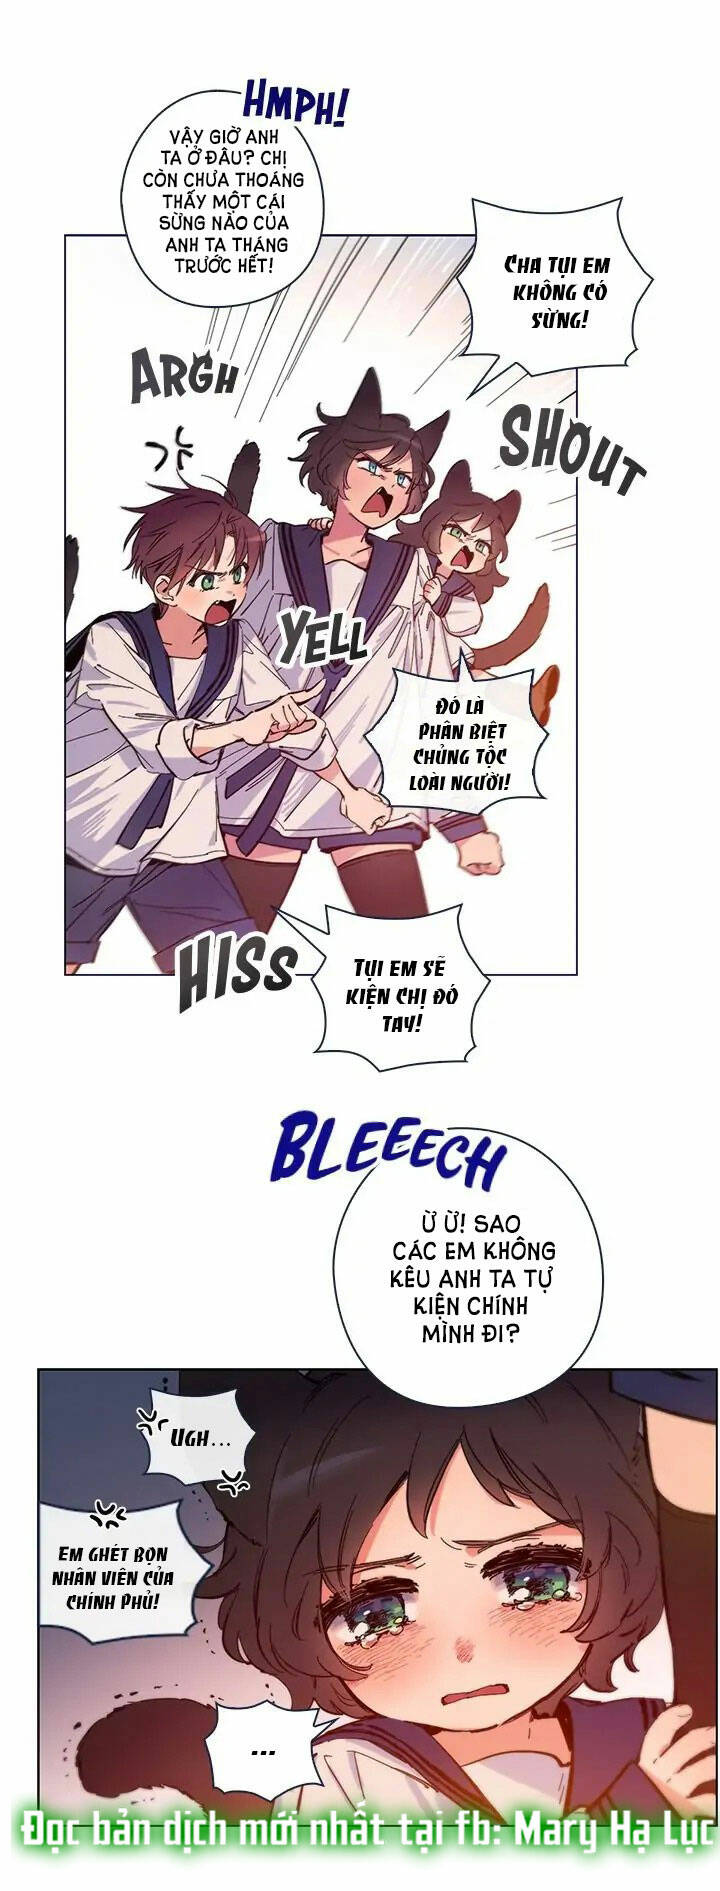 HMPH!
VẬY GIỜ ANH
TA Ở ĐÂU? CHỊ
CÒN CHƯA THOÁNG
THẤY MỘT CÁI
SỪNG NÀO CỦA
ANH TA THÁNG
TRƯỚC HẾT!
CHA TỤI EM
KHÔNG CÓ
SỪNG!
ARGH
SHOUT
YELL
ĐÓ LÀ
PHÂN BIỆT
CHỦNG TỘC
LOÀI NGƯỜI!
HISS
TỤI EM SẼ
KIỆN CHỊ ĐÓ
TAY!
BLEEECH
Ừ Ừ! SAO
CÁC EM KHÔNG
KÊU ANH TA TỰ
KIỆN CHÍNH
MÌNH ĐI?
UGH...
EM GHÉT BỌN
NHÂN VIÊN CỦA
CHÍNH PHỦ!
...
Đọc bản dịch mới nhất tại fb: Mary Hạ Lục